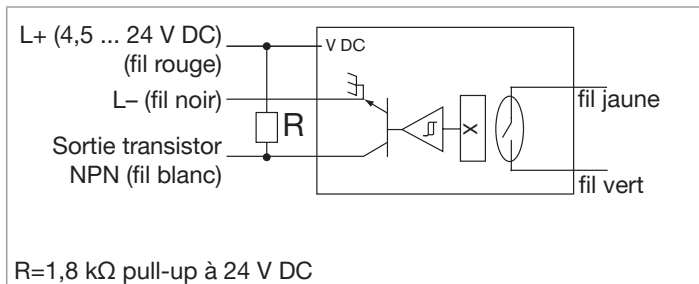 L+ (4,5 ... 24 V DC)
(fil rouge)
V DC
L– (fil noir)
R
Sortie transistor
NPN (fil blanc)
X
fil jaune
fil vert
R=1,8 kΩ pull-up à 24 V DC